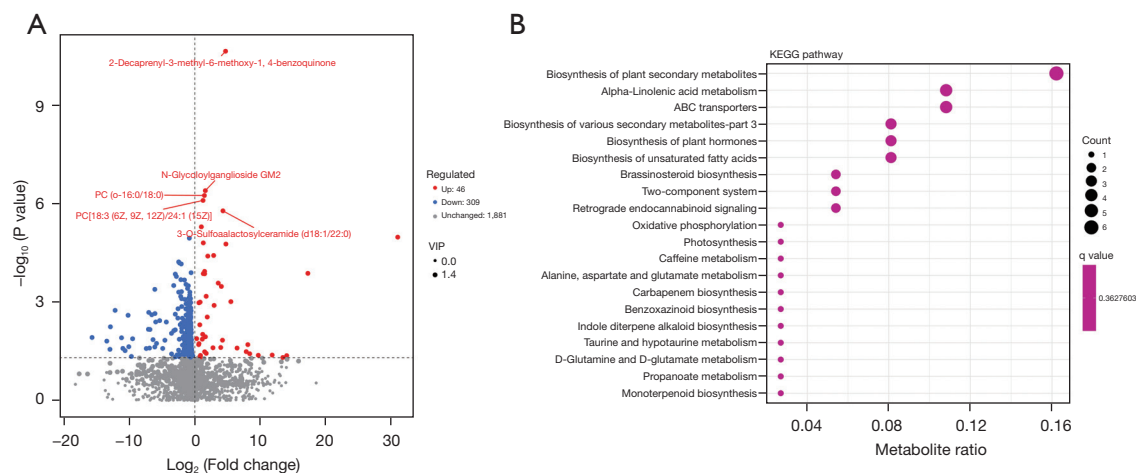 A
2-Decaprenyl-3-methyl-6-methoxy-1, 4-benzoquinone
N-Glycoloylganglioside GM2
PC (o-16:0/18:0)
PC[18:3 (6Z, 9Z, 12Z)/24:1 (15Z)]
3-O-Sulfoaalactosylceramide (d18:1/22:0)
9
6
3
0
−20
−10
0
10
20
30
−log10 (P value)
Log2 (Fold change)
Regulated
Up: 46
Down: 309
Unchanged: 1,881
VIP
0.0
1.4
B
KEGG pathway
Biosynthesis of plant secondary metabolites
Alpha-Linolenic acid metabolism
ABC transporters
Biosynthesis of various secondary metabolites-part 3
Biosynthesis of plant hormones
Biosynthesis of unsaturated fatty acids
Brassinosteroid biosynthesis
Two-component system
Retrograde endocannabinoid signaling
Oxidative phosphorylation
Photosynthesis
Caffeine metabolism
Alanine, aspartate and glutamate metabolism
Carbapenem biosynthesis
Benzoxazinoid biosynthesis
Indole diterpene alkaloid biosynthesis
Taurine and hypotaurine metabolism
D-Glutamine and D-glutamate metabolism
Propanoate metabolism
Monoterpenoid biosynthesis
0.04
0.08
0.12
0.16
Metabolite ratio
Count
1
2
3
4
5
6
q value
0.3627603